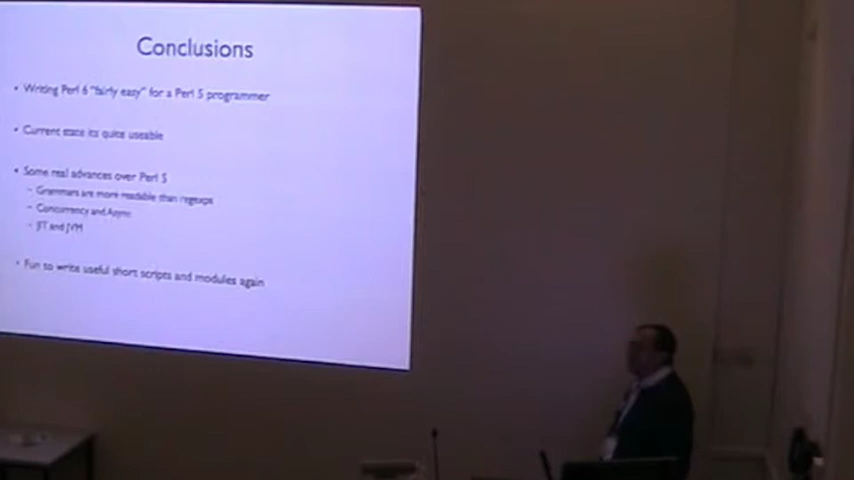 Conclusions
• Writing Perl 6 "fairly easy" for a Perl 5 programmer
• Current state its quite useable
• Some real advances over Perl 5
– Grammars are more readable than regexps
– Concurrency and Async
– JIT and JVM
• Fun to write useful short scripts and modules again